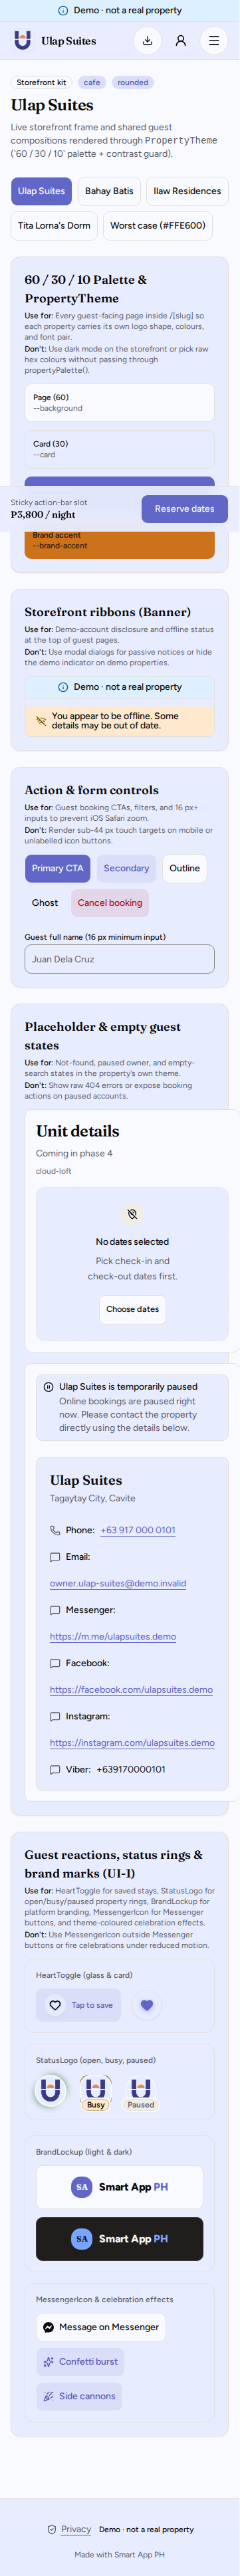 Demo · not a real property
Ulap Suites
Storefront kit cafe rounded
Ulap Suites
Live storefront frame and shared guest
compositions rendered through PropertyTheme
(`60 / 30 / 10` palette + contrast guard).
Ulap Suites Bahay Batis Ilaw Residences
Tita Lorna's Dorm Worst case (#FFE600)
60 / 30 / 10 Palette &
PropertyTheme
Use for: Every guest-facing page inside /[slug] so
each property carries its own logo shape, colours,
and font pair.
Don't: Use dark mode on the storefront or pick raw
hex colours without passing through
propertyPalette().
Page (60)
--background
Card (30)
--card
Sticky action-bar slot
₱3,800 / night
Reserve dates
Brand accent
--brand-accent
Storefront ribbons (Banner)
Use for: Demo-account disclosure and offline status
at the top of guest pages.
Don't: Use modal dialogs for passive notices or hide
the demo indicator on demo properties.
Demo · not a real property
You appear to be offline. Some
details may be out of date.
Action & form controls
Use for: Guest booking CTAs, filters, and 16 px+
inputs to prevent iOS Safari zoom.
Don't: Render sub-44 px touch targets on mobile or
unlabelled icon buttons.
Primary CTA Secondary Outline
Ghost Cancel booking
Guest full name (16 px minimum input)
Juan Dela Cruz
Placeholder & empty guest
states
Use for: Not-found, paused owner, and empty-
search states in the property's own theme.
Don't: Show raw 404 errors or expose booking
actions on paused accounts.
Unit details
Coming in phase 4
cloud-loft
No dates selected
Pick check-in and
check-out dates first.
Choose dates
Ulap Suites is temporarily paused
Online bookings are paused right
now. Please contact the property
directly using the details below.
Ulap Suites
Tagaytay City, Cavite
Phone: +63 917 000 0101
Email:
owner.ulap-suites@demo.invalid
Messenger:
https://m.me/ulapsuites.demo
Facebook:
https://facebook.com/ulapsuites.demo
Instagram:
https://instagram.com/ulapsuites.demo
Viber: +639170000101
Guest reactions, status rings &
brand marks (UI-1)
Use for: HeartToggle for saved stays, StatusLogo for
open/busy/paused property rings, BrandLockup for
platform branding, MessengerIcon for Messenger
buttons, and theme-coloured celebration effects.
Don't: Use MessengerIcon outside Messenger
buttons or fire celebrations under reduced motion.
HeartToggle (glass & card)
Tap to save
StatusLogo (open, busy, paused)
Busy Paused
BrandLockup (light & dark)
SA Smart App PH
SA Smart App PH
MessengerIcon & celebration effects
Message on Messenger
Confetti burst
Side cannons
Privacy Demo · not a real property
Made with Smart App PH